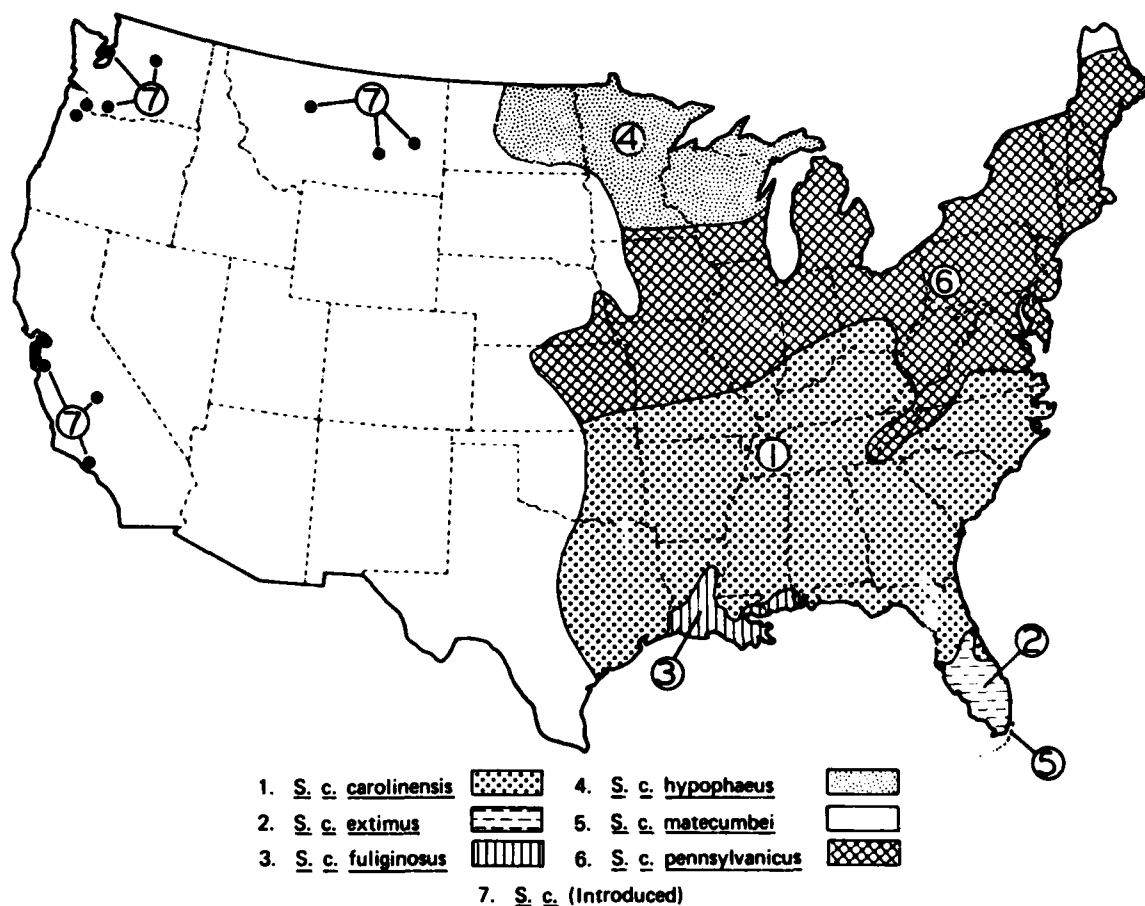 7
7
4
6
7
1
2
3
5
1. S. c. carolinensis 4. S. c. hypophaeus
2. S. c. extimus 5. S. c. matecumbei
3. S. c. fuliginosus 6. S. c. pennsylvanicus
7. S. c. (Introduced)